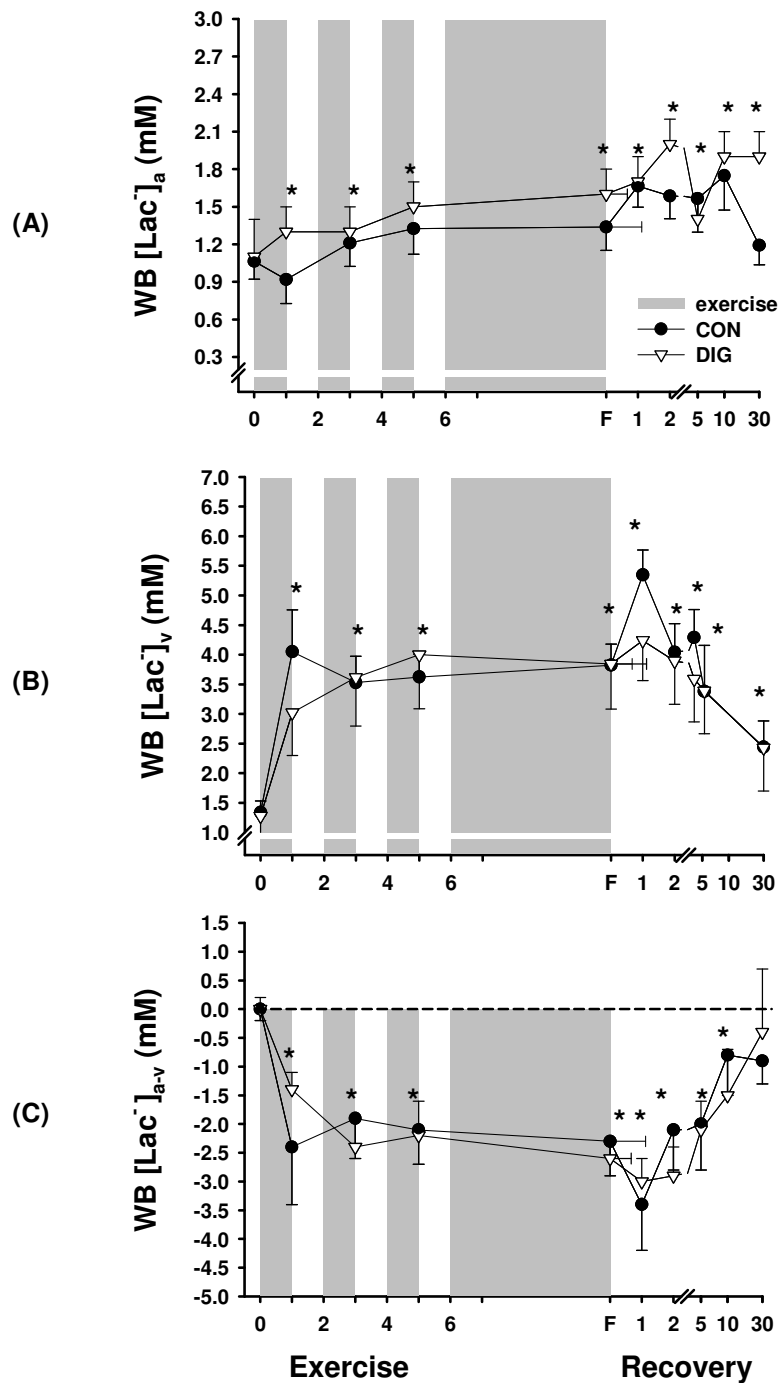 (A)
WB [Lac-]a (mM)
3.0
2.7
2.4
2.1
1.8
1.5
1.2
0.9
0.6
0.3
* * * * * * * * *
exercise
CON
DIG
0 2 4 6 F 1 2 5 10 30
(B)
WB [Lac-]v (mM)
7.0
6.5
6.0
5.5
5.0
4.5
4.0
3.5
3.0
2.5
2.0
1.5
1.0
* * * * * * * * *
0 2 4 6 F 1 2 5 10 30
(C)
WB [Lac-]a-v (mM)
1.5
1.0
0.5
0.0
-0.5
-1.0
-1.5
-2.0
-2.5
-3.0
-3.5
-4.0
-4.5
-5.0
* * * * * * * *
0 2 4 6 F 1 2 5 10 30
Exercise Recovery